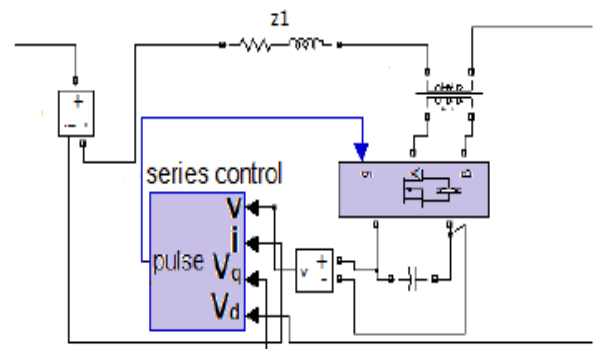 z1
+
-
series control
pulse
v
i
Vq
Vd
g
A
B
v
+
-